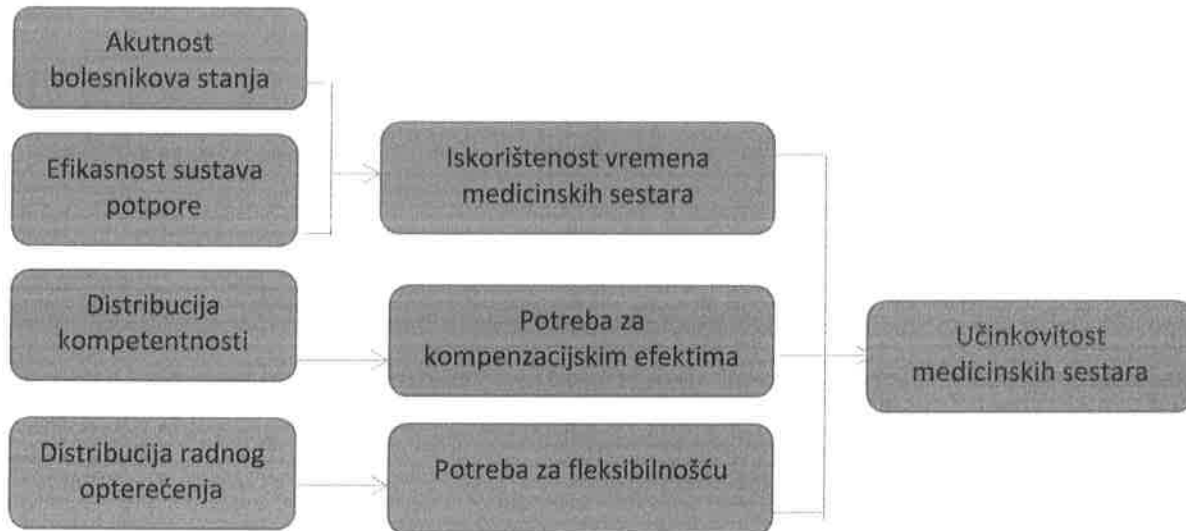 Akutnost
bolesnikova stanja
Efikasnost sustava
potpore
Iskorištenost vremena
medicinskih sestara
Distribucija
kompetentnosti
Potreba za
kompenzacijskim efektima
Učinkovitost
medicinskih sestara
Distribucija radnog
opterećenja
Potreba za fleksibilnošću